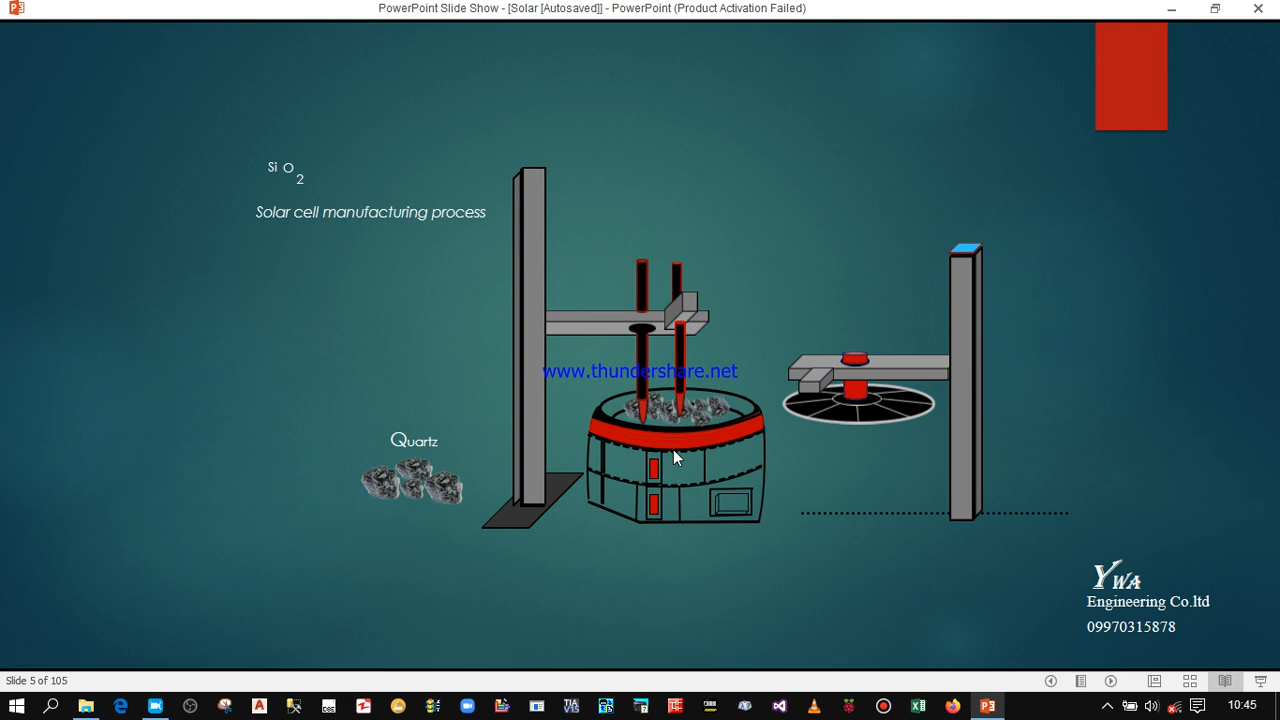 PowerPoint Slide Show - [Solar [Autosaved]] - PowerPoint (Product Activation Failed)
Si O
2
Solar cell manufacturing process
www.thundershare.net
Quartz
YWA
Engineering Co.ltd
09970315878
Slide 5 of 105
10:45